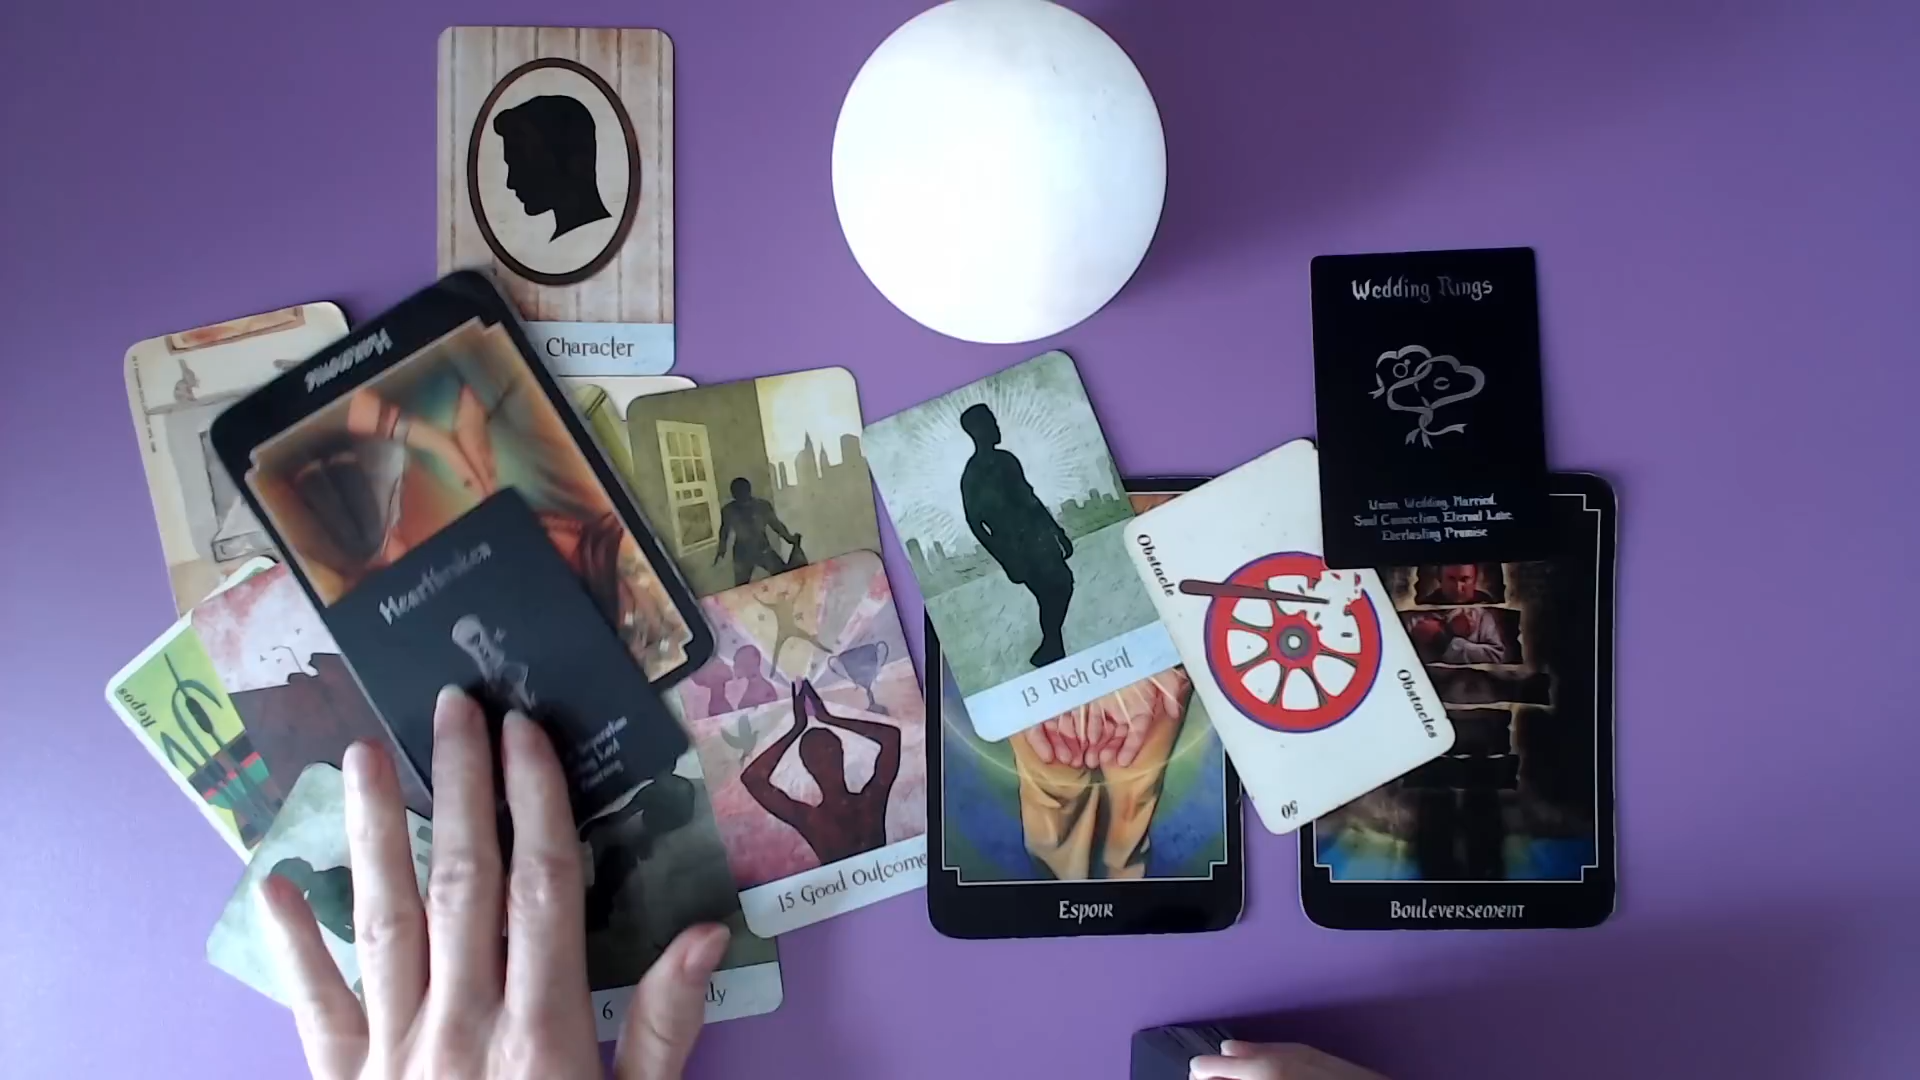 Character
Harmonie
Heartbroken
Repos
15 Good Outcome
6
13 Rich Gent
Espoir
Obstacle
Obstacles
50
Wedding Rings
Union, Wedding, Married,
Soul Connection, Eternal Love,
Everlasting Promise
Bouleversement